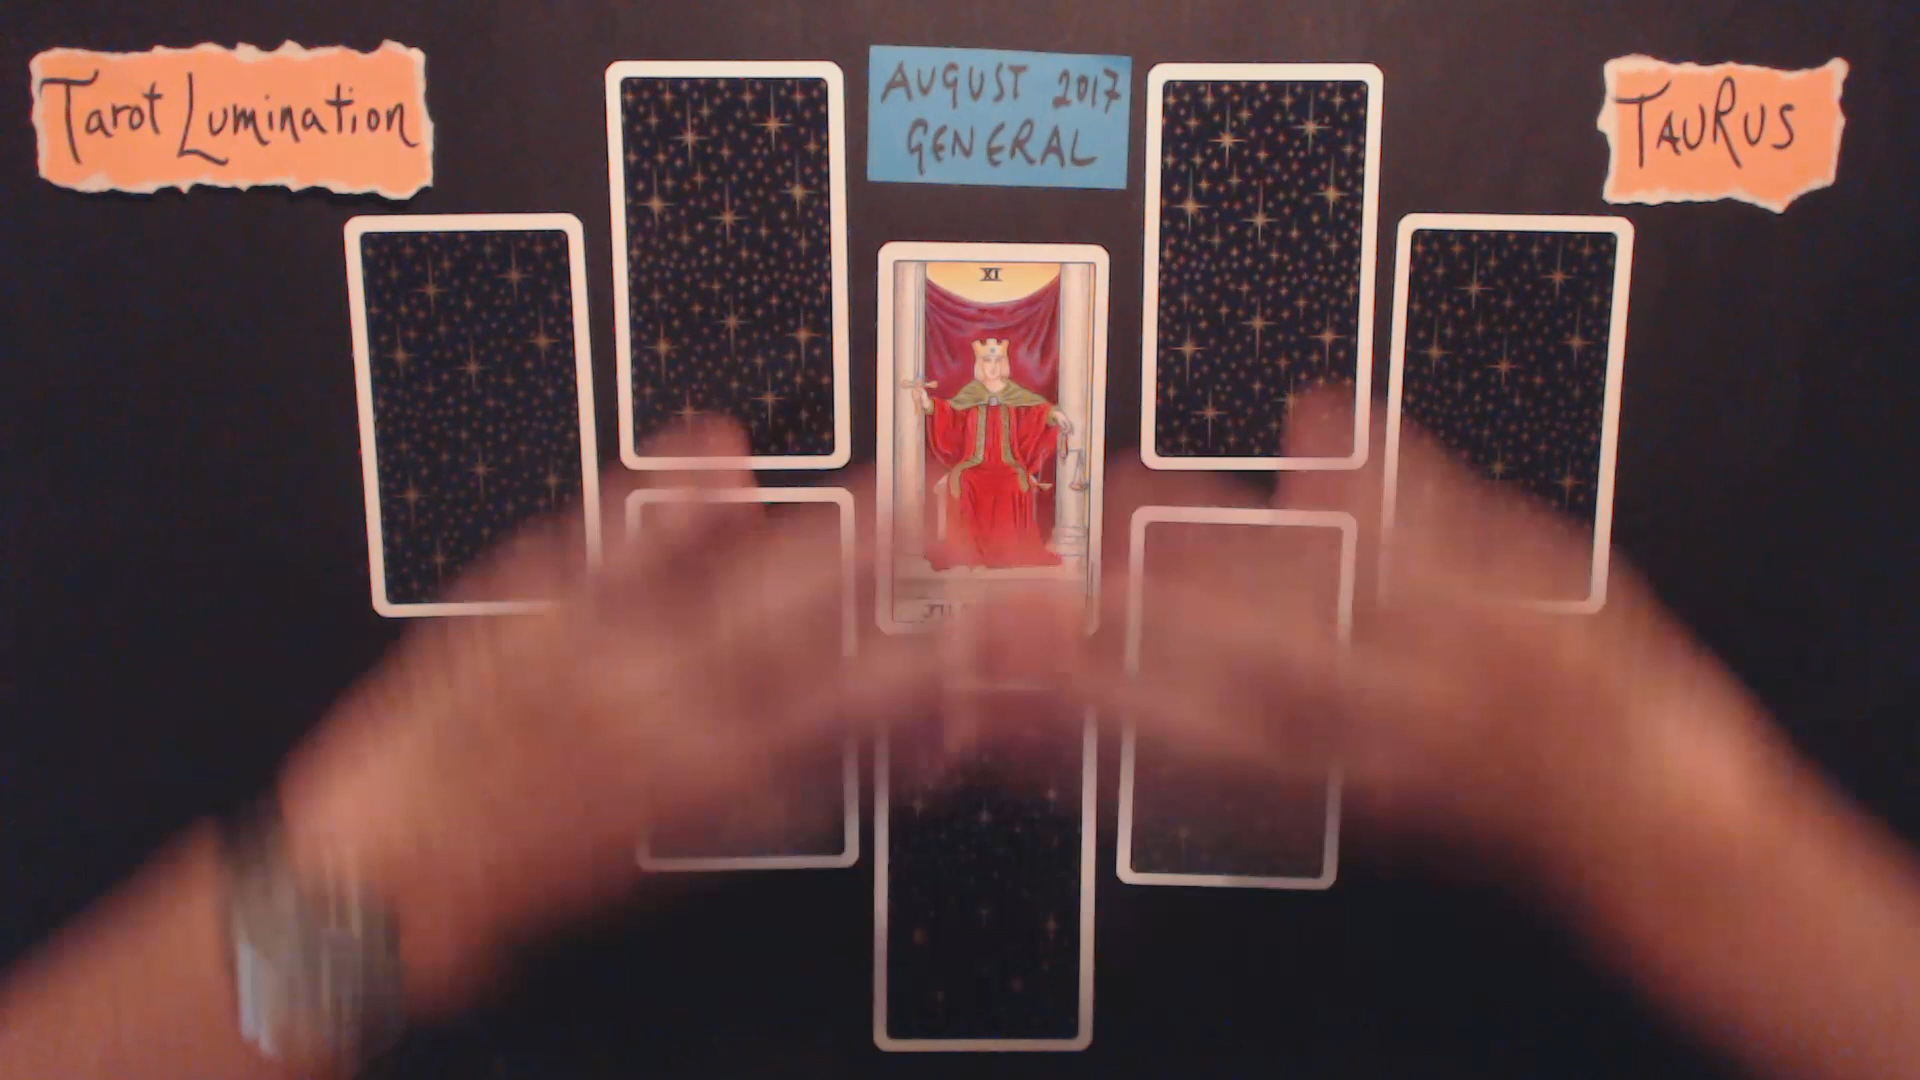 Tarot Lumination
AUGUST 2017
GENERAL
TAURUS
XI